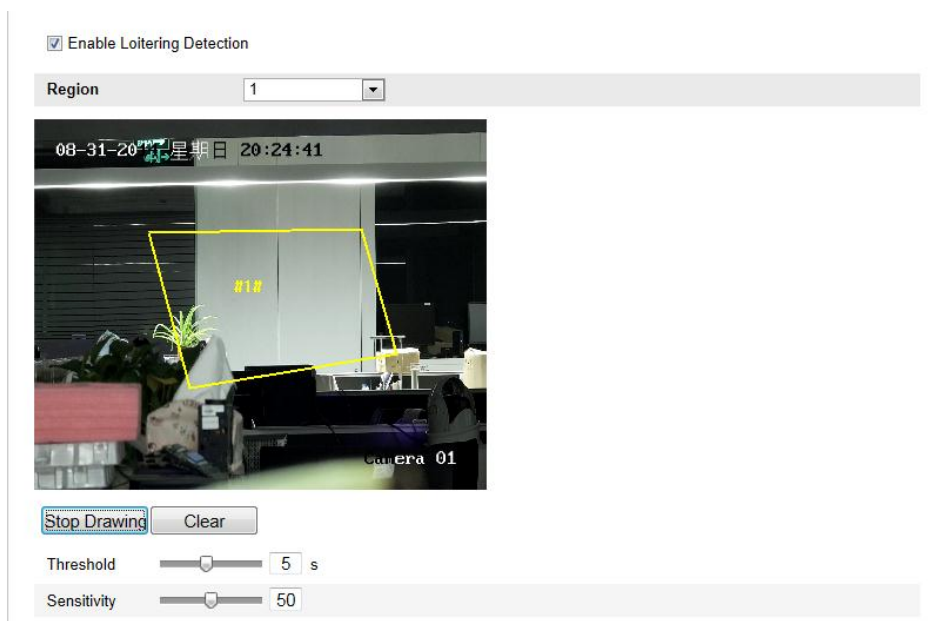 Enable Loitering Detection
Region 1
08-31-20 星期日 20:24:41
#1#
Camera 01
Stop Drawing Clear
Threshold 5 s
Sensitivity 50